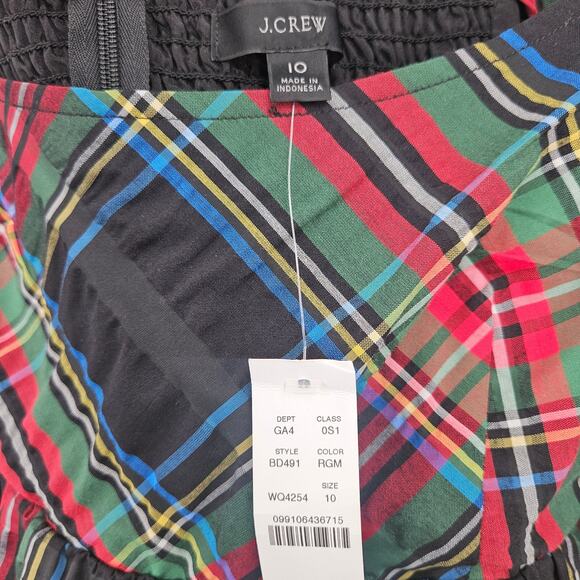 J.CREW
10
MADE IN
INDONESIA
DEPT CLASS
GA4 0S1
STYLE COLOR
BD491 RGM
SIZE
WQ4254 10
099106436715